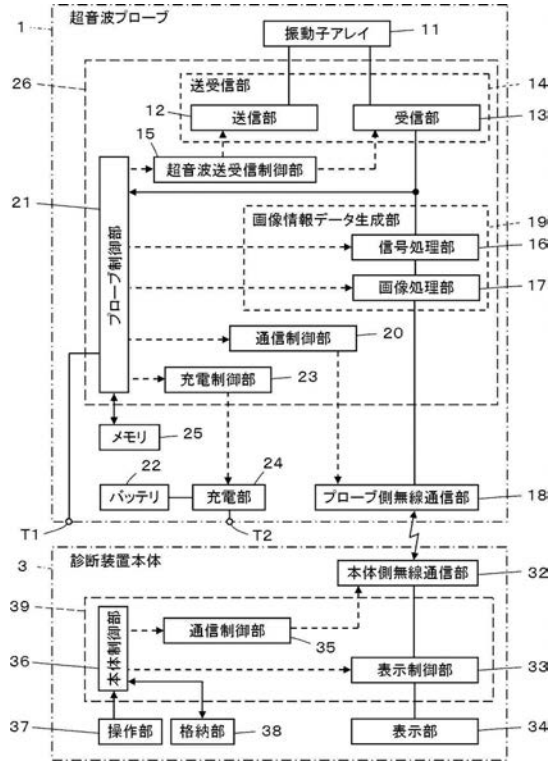 1
超音波プローブ
振動子アレイ
11
26
送受信部
14
12
送信部
受信部
13
15
超音波送受信制御部
21
プローブ制御部
画像情報データ生成部
19
信号処理部
16
画像処理部
17
通信制御部
20
充電制御部
23
メモリ
25
22
24
バッテリ
充電部
プローブ側無線通信部
18
T1
T2
3
診断装置本体
本体側無線通信部
32
39
本体制御部
通信制御部
35
36
表示制御部
33
37
操作部
格納部
38
表示部
34